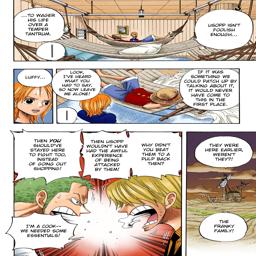 ...TO WAGER
HIS LIFE
OVER A
TEMPER
TANTRUM.
USOPP ISN'T
FOOLISH
ENOUGH...
LUFFY...
LOOK,
I'VE HEARD
WHAT YOU
HAD TO SAY,
SO NOW LEAVE
ME ALONE!
IF IT WAS
SOMETHING WE
COULD PATCH UP BY
TALKING ABOUT IT,
IT WOULD NEVER
HAVE COME TO
THIS IN THE
FIRST PLACE.
THEN YOU
SHOULD'VE
STAYED HERE
TO FIGHT TOO,
INSTEAD
OF GOING OUT
SHOPPING!
THEN USOPP
WOULDN'T HAVE
HAD THE AWFUL
EXPERIENCE
OF BEING
ATTACKED BY
THEM!
WHY DIDN'T
YOU BEAT
THEM TO A
PULP BACK
THEN?
I'M A COOK--
WE NEEDED SOME
ESSENTIALS!
THEY WERE
HERE EARLIER,
WEREN'T
THEY?!
THE
FRANKY
FAMILY!